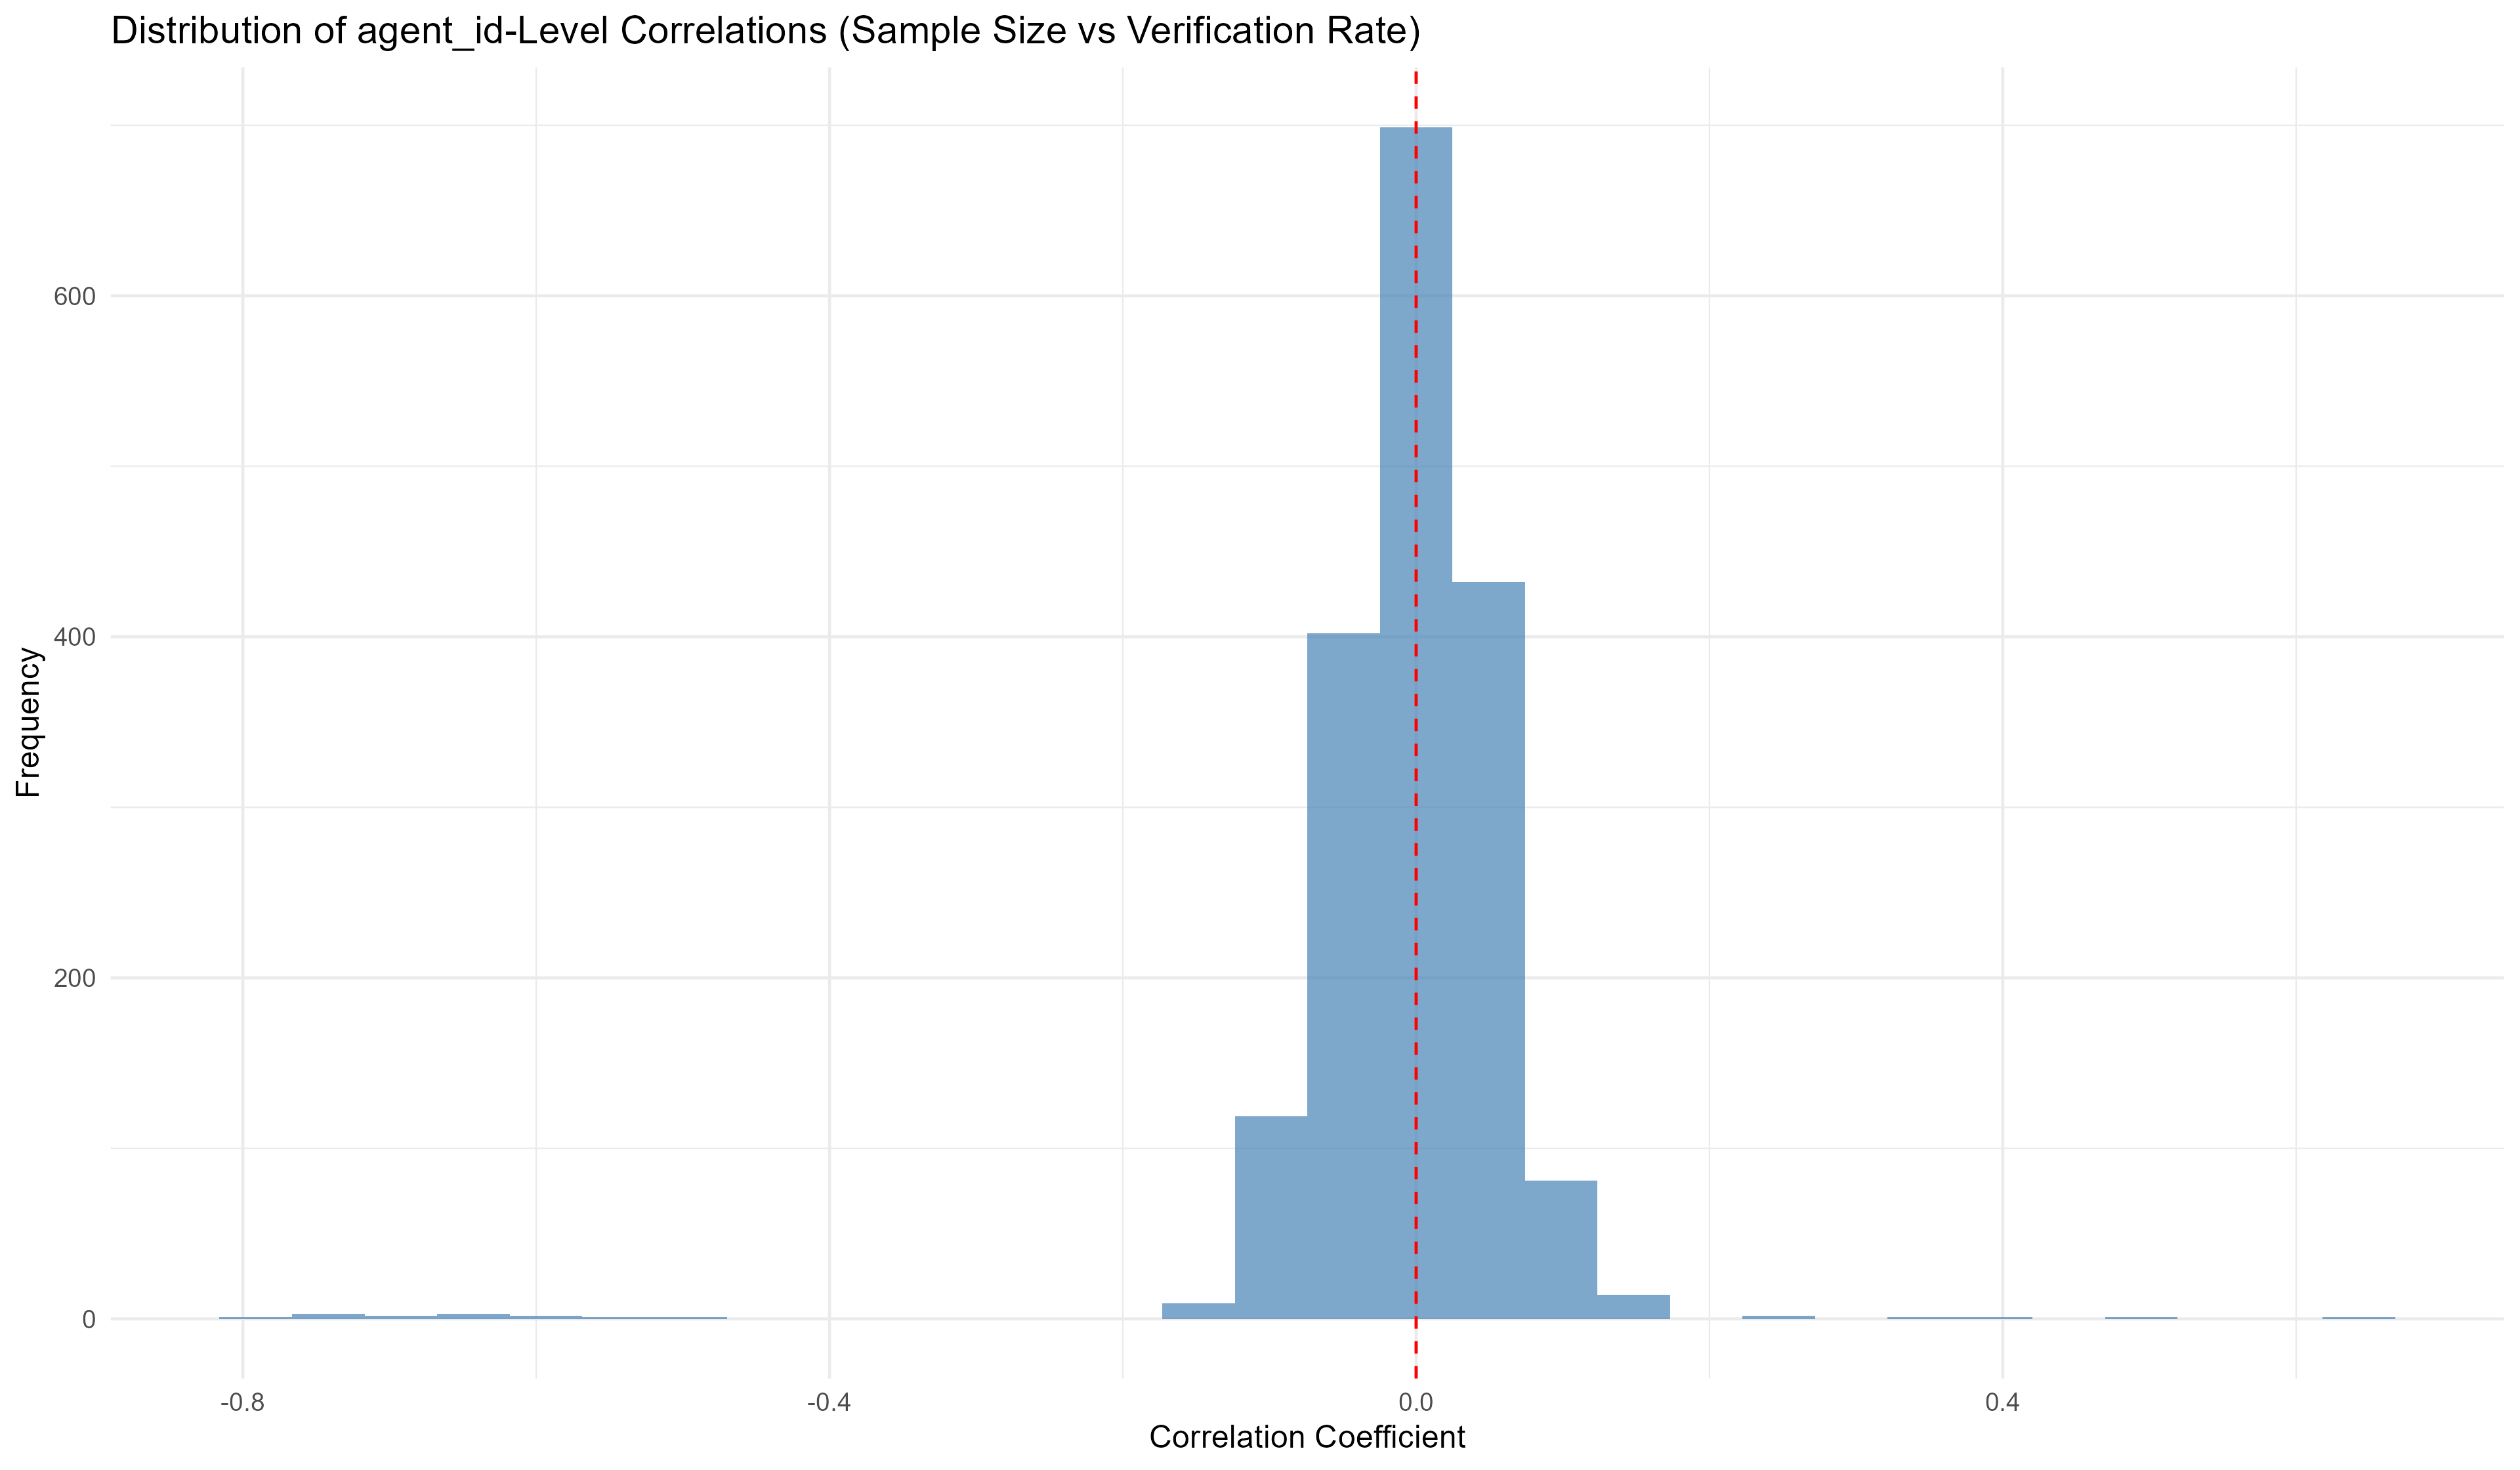 Distribution of agent_id-Level Correlations (Sample Size vs Verification Rate)
Frequency
600
400
200
0
-0.8
-0.4
0.0
0.4
Correlation Coefficient